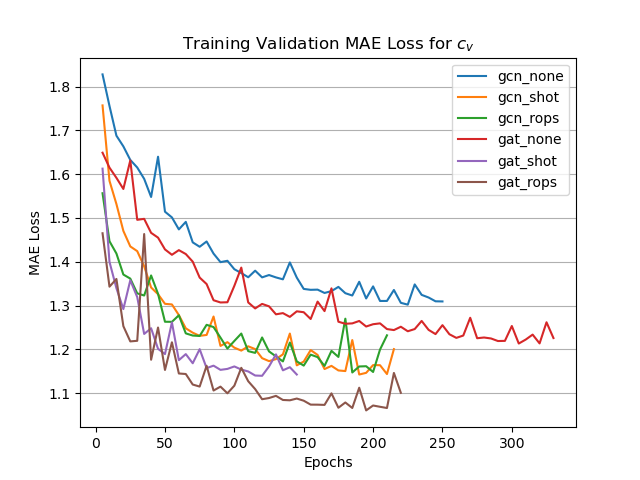 Training Validation MAE Loss for c_v
gcn_none
gcn_shot
gcn_rops
gat_none
gat_shot
gat_rops
MAE Loss
1.8
1.7
1.6
1.5
1.4
1.3
1.2
1.1
0 50 100 150 200 250 300
Epochs